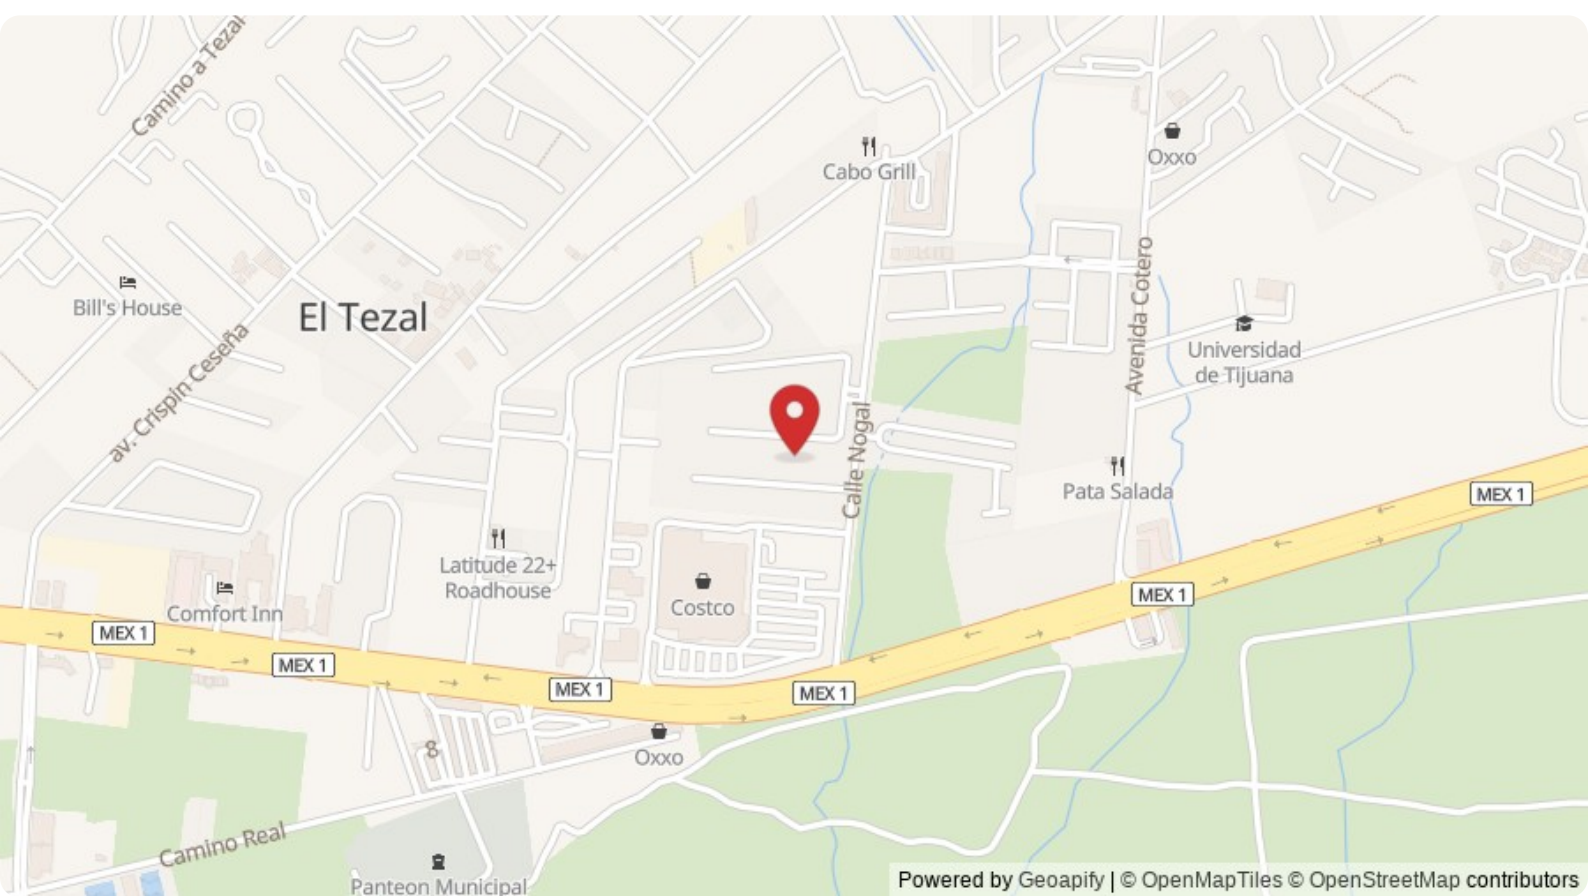 Camino a Tezal
Cabo Grill
Oxxo
Bill's House
El Tezal
av. Crispin Ceseña
Avenida Cotero
Universidad
de Tijuana
Calle Nogal
Pata Salada
MEX 1
Latitude 22+
Roadhouse
Costco
Comfort Inn
MEX 1
MEX 1
MEX 1
MEX 1
MEX 1
Oxxo
8
Camino Real
Panteon Municipal
Powered by Geoapify | © OpenMapTiles © OpenStreetMap contributors